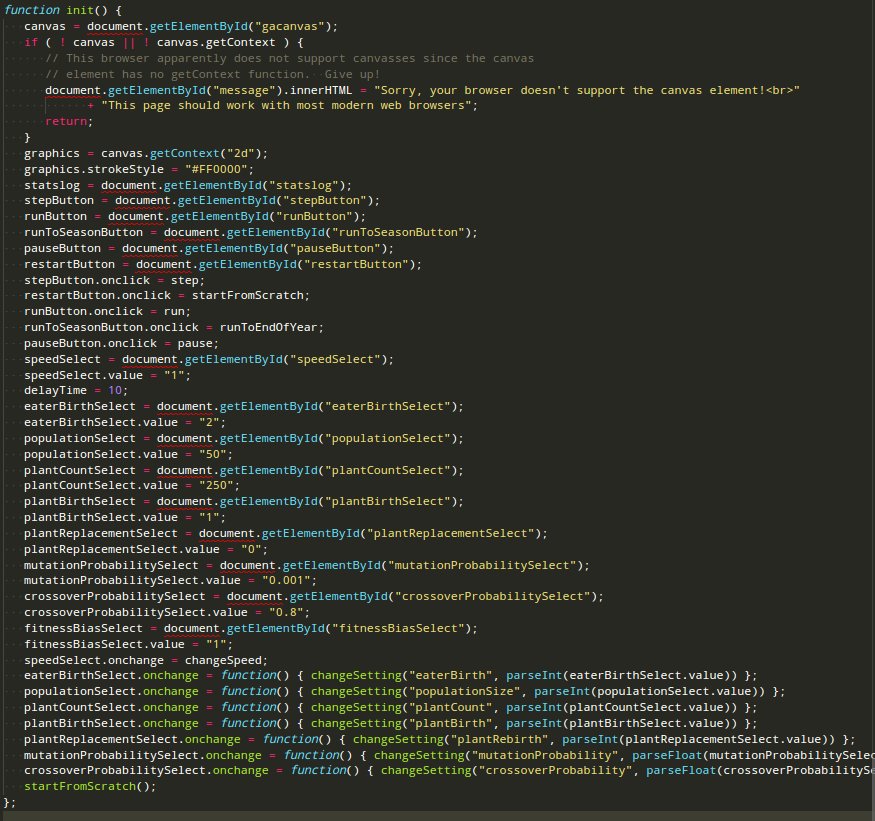 function init() {
canvas = document.getElementById("gacanvas");
if ( ! canvas || ! canvas.getContext ) {
// This browser apparently does not support canvasses since the canvas
// element has no getContext function.  Give up!
document.getElementById("message").innerHTML = "Sorry, your browser doesn't support the canvas element!<br>"
+ "This page should work with most modern web browsers";
return;
}
graphics = canvas.getContext("2d");
graphics.strokeStyle = "#FF0000";
statslog = document.getElementById("statslog");
stepButton = document.getElementById("stepButton");
runButton = document.getElementById("runButton");
runToSeasonButton = document.getElementById("runToSeasonButton");
pauseButton = document.getElementById("pauseButton");
restartButton = document.getElementById("restartButton");
stepButton.onclick = step;
restartButton.onclick = startFromScratch;
runButton.onclick = run;
runToSeasonButton.onclick = runToEndOfYear;
pauseButton.onclick = pause;
speedSelect = document.getElementById("speedSelect");
speedSelect.value = "1";
delayTime = 10;
eaterBirthSelect = document.getElementById("eaterBirthSelect");
eaterBirthSelect.value = "2";
populationSelect = document.getElementById("populationSelect");
populationSelect.value = "50";
plantCountSelect = document.getElementById("plantCountSelect");
plantCountSelect.value = "250";
plantBirthSelect = document.getElementById("plantBirthSelect");
plantBirthSelect.value = "1";
plantReplacementSelect = document.getElementById("plantReplacementSelect");
plantReplacementSelect.value = "0";
mutationProbabilitySelect = document.getElementById("mutationProbabilitySelect");
mutationProbabilitySelect.value = "0.001";
crossoverProbabilitySelect = document.getElementById("crossoverProbabilitySelect");
crossoverProbabilitySelect.value = "0.8";
fitnessBiasSelect = document.getElementById("fitnessBiasSelect");
fitnessBiasSelect.value = "1";
speedSelect.onchange = changeSpeed;
eaterBirthSelect.onchange = function() { changeSetting("eaterBirth", parseInt(eaterBirthSelect.value)) };
populationSelect.onchange = function() { changeSetting("populationSize", parseInt(populationSelect.value)) };
plantCountSelect.onchange = function() { changeSetting("plantCount", parseInt(plantCountSelect.value)) };
plantBirthSelect.onchange = function() { changeSetting("plantBirth", parseInt(plantBirthSelect.value)) };
plantReplacementSelect.onchange = function() { changeSetting("plantRebirth", parseInt(plantReplacementSelect.value)) };
mutationProbabilitySelect.onchange = function() { changeSetting("mutationProbability", parseFloat(mutationProbabilitySelec
crossoverProbabilitySelect.onchange = function() { changeSetting("crossoverProbability", parseFloat(crossoverProbabilitySe
startFromScratch();
};